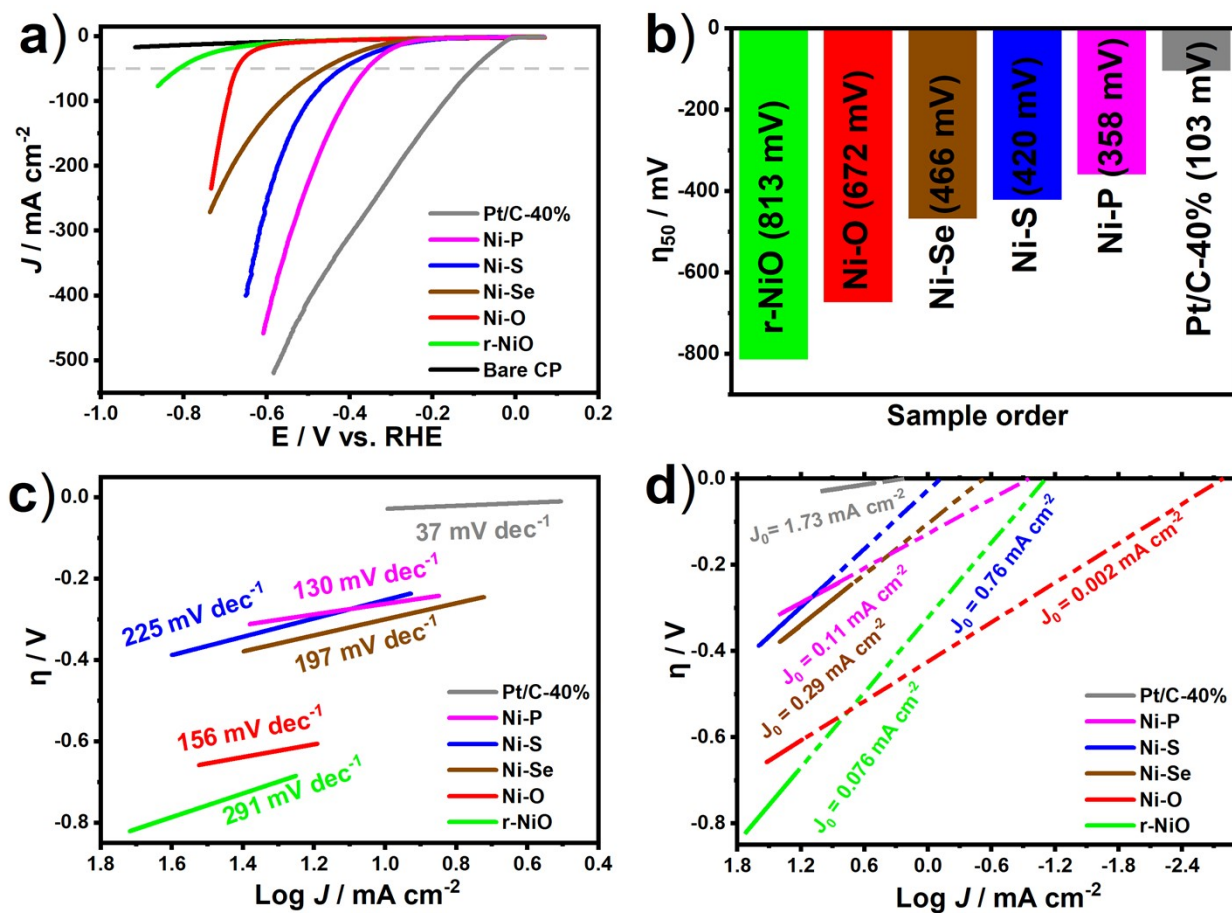 a)
0
-100
-200
-300
-400
-500
J / mA cm⁻²
Pt/C-40%
Ni-P
Ni-S
Ni-Se
Ni-O
r-NiO
Bare CP
-1.0 -0.8 -0.6 -0.4 -0.2 0.0 0.2
E / V vs. RHE
b)
0
-200
-400
-600
-800
η₅₀ / mV
r-NiO (813 mV)
Ni-O (672 mV)
Ni-Se (466 mV)
Ni-S (420 mV)
Ni-P (358 mV)
Pt/C-40% (103 mV)
Sample order
c)
0.0
-0.2
-0.4
-0.6
-0.8
η / V
37 mV dec⁻¹
130 mV dec⁻¹
225 mV dec⁻¹
197 mV dec⁻¹
156 mV dec⁻¹
291 mV dec⁻¹
Pt/C-40%
Ni-P
Ni-S
Ni-Se
Ni-O
r-NiO
1.8 1.6 1.4 1.2 1.0 0.8 0.6 0.4
Log J / mA cm⁻²
d)
0.0
-0.2
-0.4
-0.6
-0.8
η / V
J₀= 1.73 mA cm⁻²
J₀ = 0.11 mA cm⁻²
J₀ = 0.29 mA cm⁻²
J₀ = 0.76 mA cm⁻²
J₀ = 0.002 mA cm⁻²
J₀ = 0.076 mA cm⁻²
Pt/C-40%
Ni-P
Ni-S
Ni-Se
Ni-O
r-NiO
1.8 1.2 0.6 0.0 -0.6 -1.2 -1.8 -2.4
Log J / mA cm⁻²